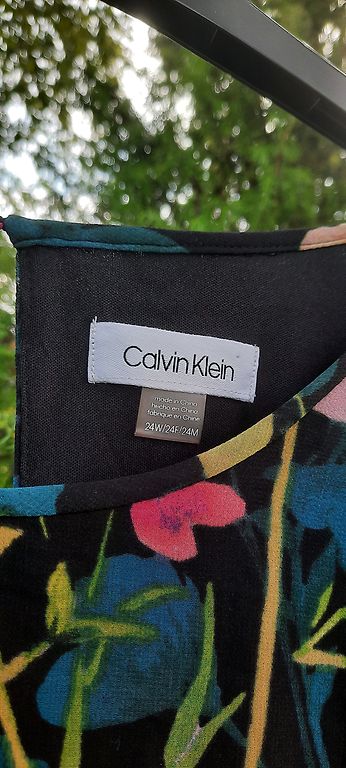 Calvin Klein
made in China
hecho en China
fabriqué en Chine
24W/24F/24M